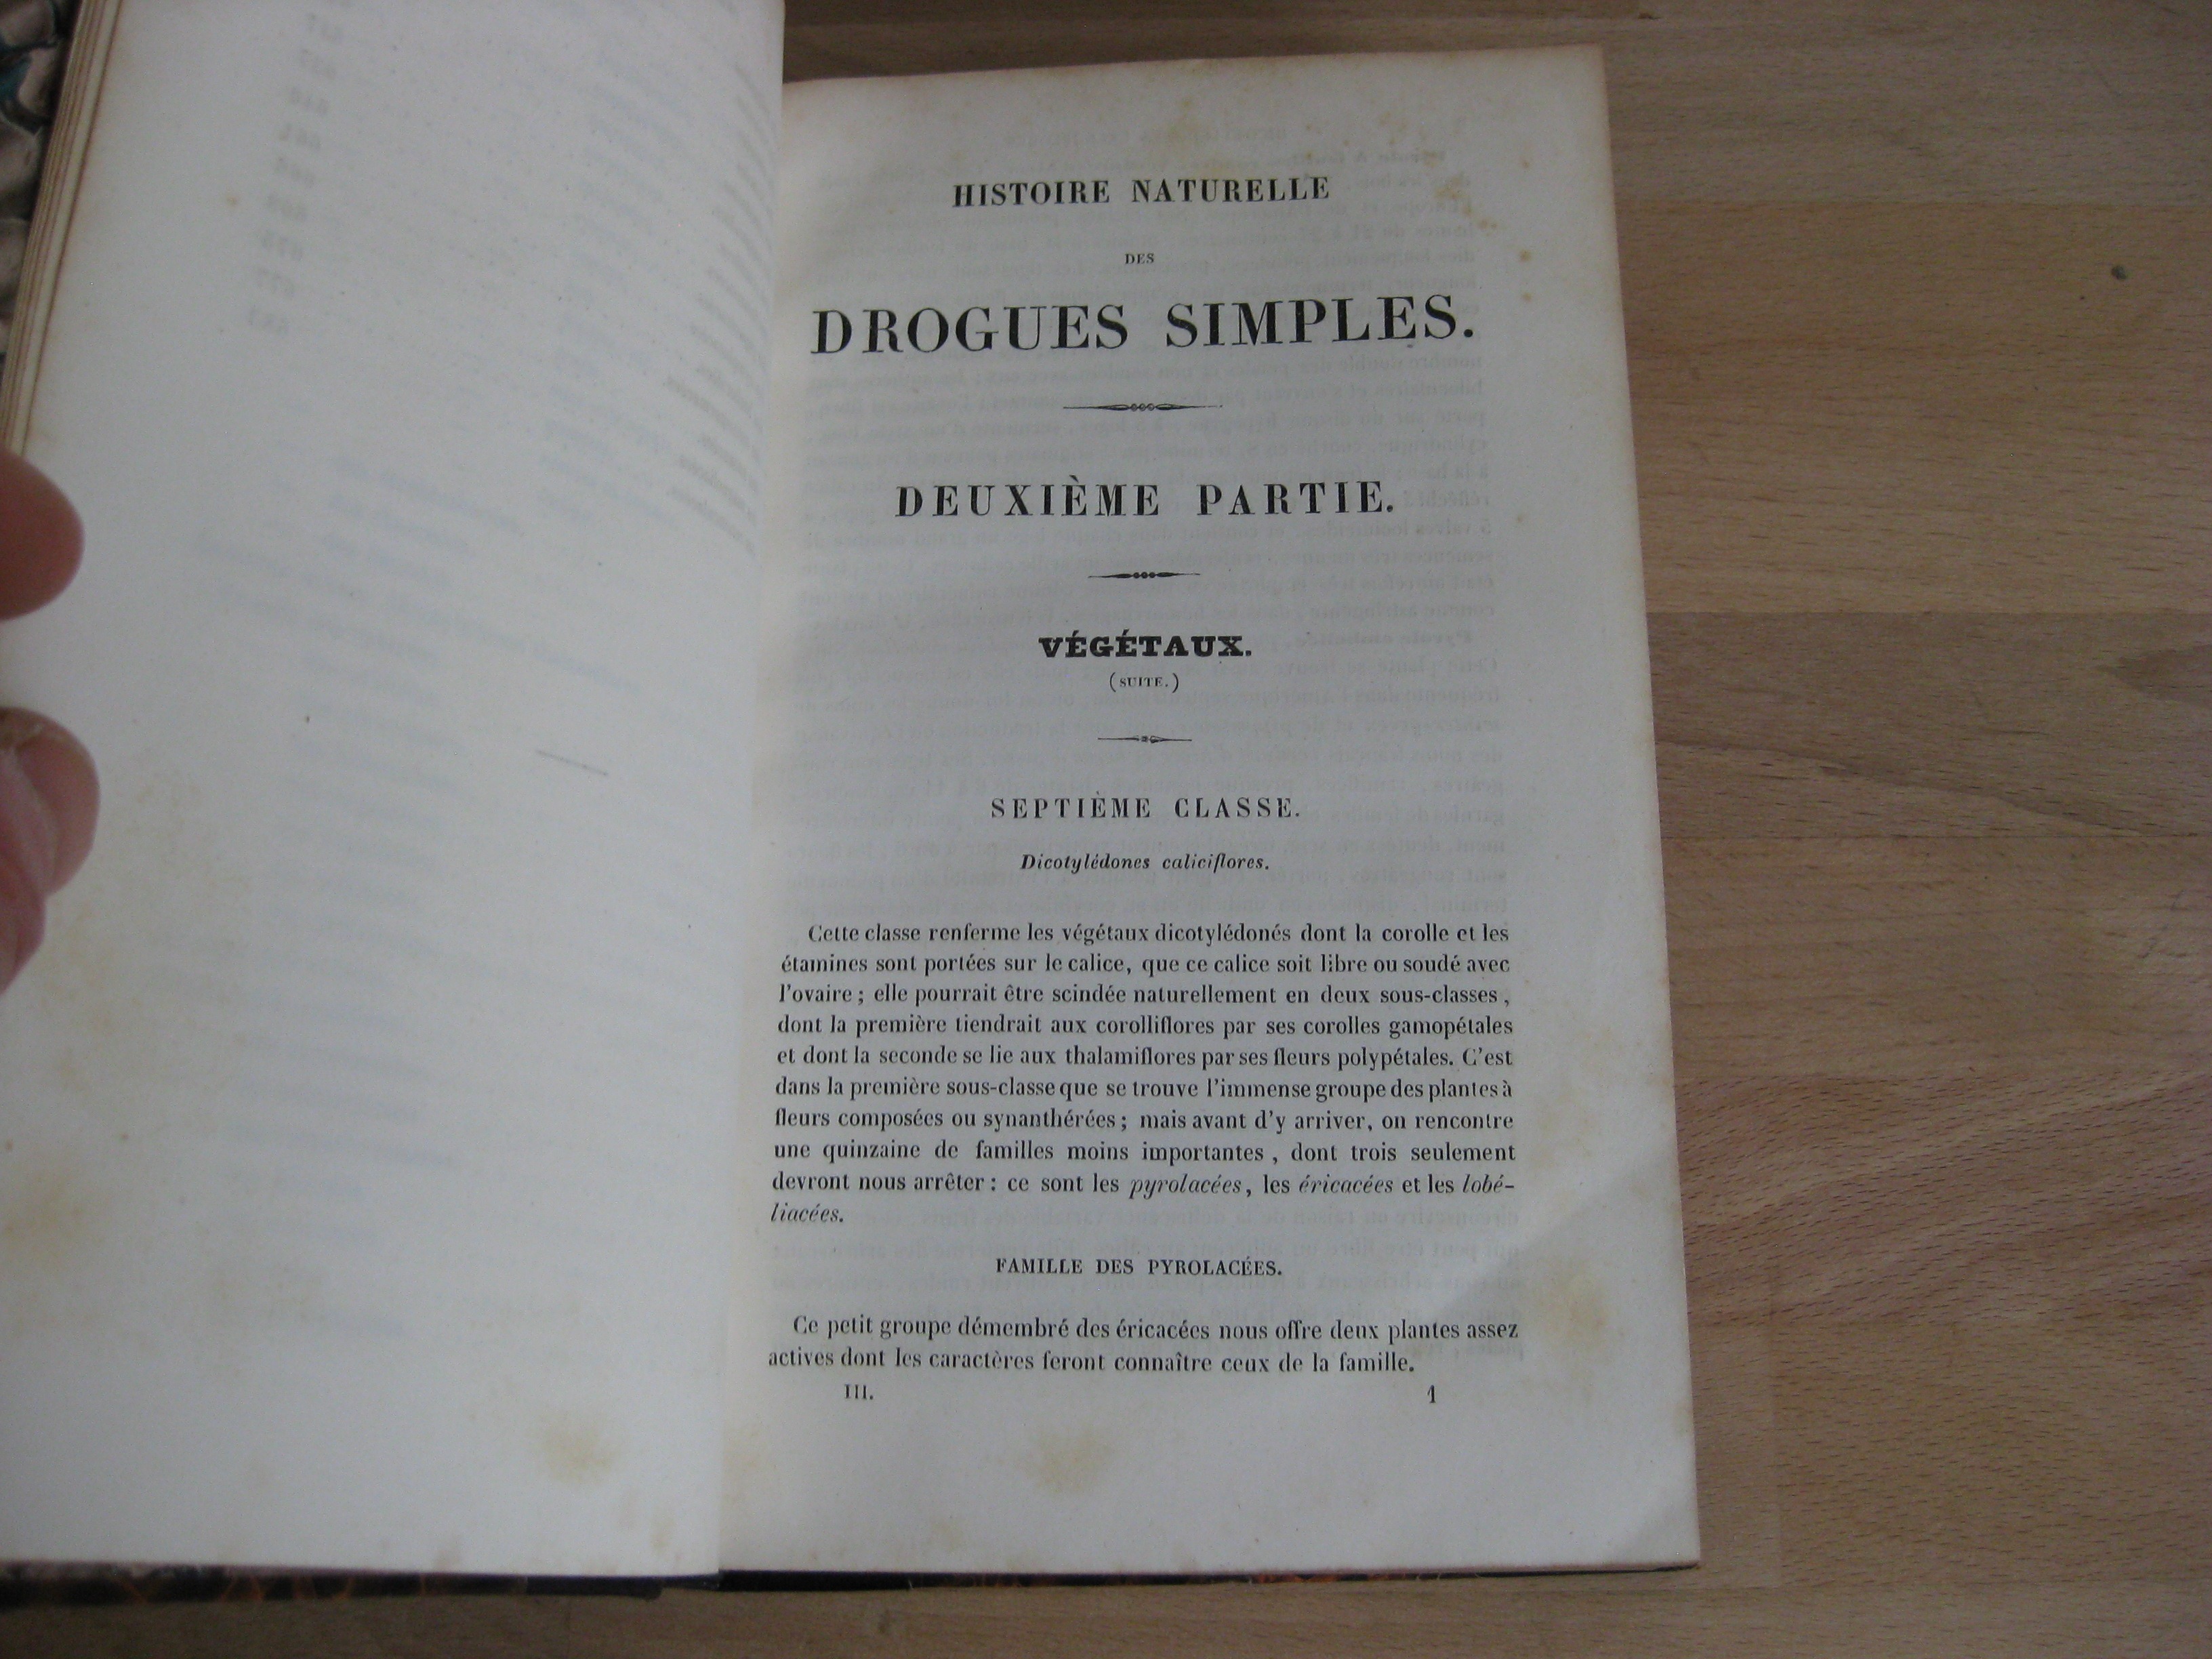 HISTOIRE NATURELLE
DES
DROGUES SIMPLES.
DEUXIÈME PARTIE.
VÉGÉTAUX.
(SUITE.)
SEPTIÈME CLASSE.
Dicotylédones caliciflores.
Cette classe renferme les végétaux dicotylédonés dont la corolle et les
étamines sont portées sur le calice, que ce calice soit libre ou soudé avec
l'ovaire ; elle pourrait être scindée naturellement en deux sous-classes ,
dont la première tiendrait aux corolliflores par ses corolles gamopétales
et dont la seconde se lie aux thalamiflores par ses fleurs polypétales. C'est
dans la première sous-classe que se trouve l'immense groupe des plantes à
fleurs composées ou synanthérées ; mais avant d'y arriver, on rencontre
une quinzaine de familles moins importantes , dont trois seulement
devront nous arrêter : ce sont les pyrolacées, les éricacées et les lobé-
liacées.
FAMILLE DES PYROLACÉES.
Ce petit groupe démembré des éricacées nous offre deux plantes assez
actives dont les caractères feront connaître ceux de la famille.
III. 1